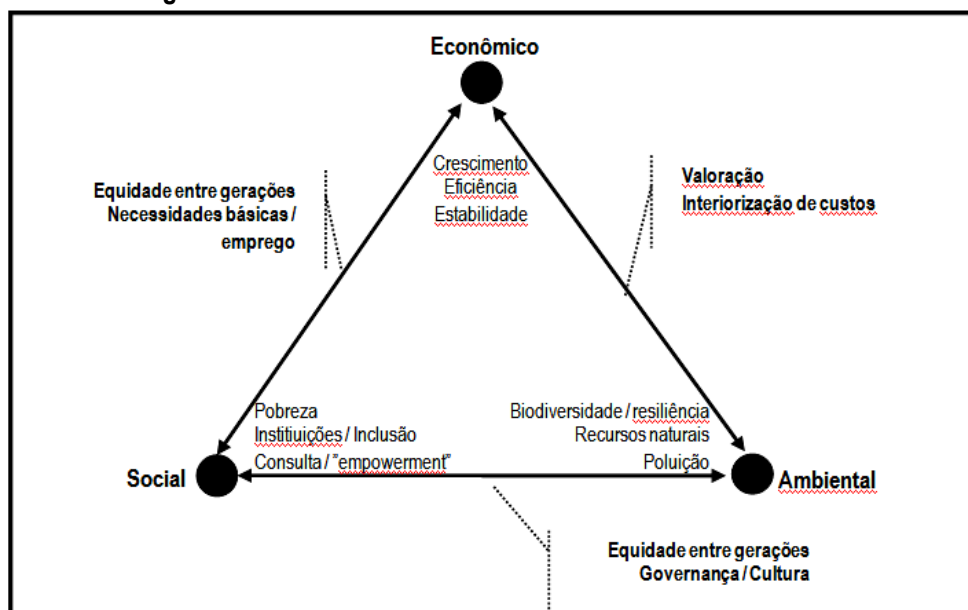 Econômico
Crescimento
Eficiência
Estabilidade
Equidade entre gerações
Necessidades básicas /
emprego
Valoração
Interiorização de custos
Pobreza
Instituições / Inclusão
Consulta / "empowerment"
Biodiversidade / resiliência
Recursos naturais
Poluição
Social
Ambiental
Equidade entre gerações
Governança / Cultura